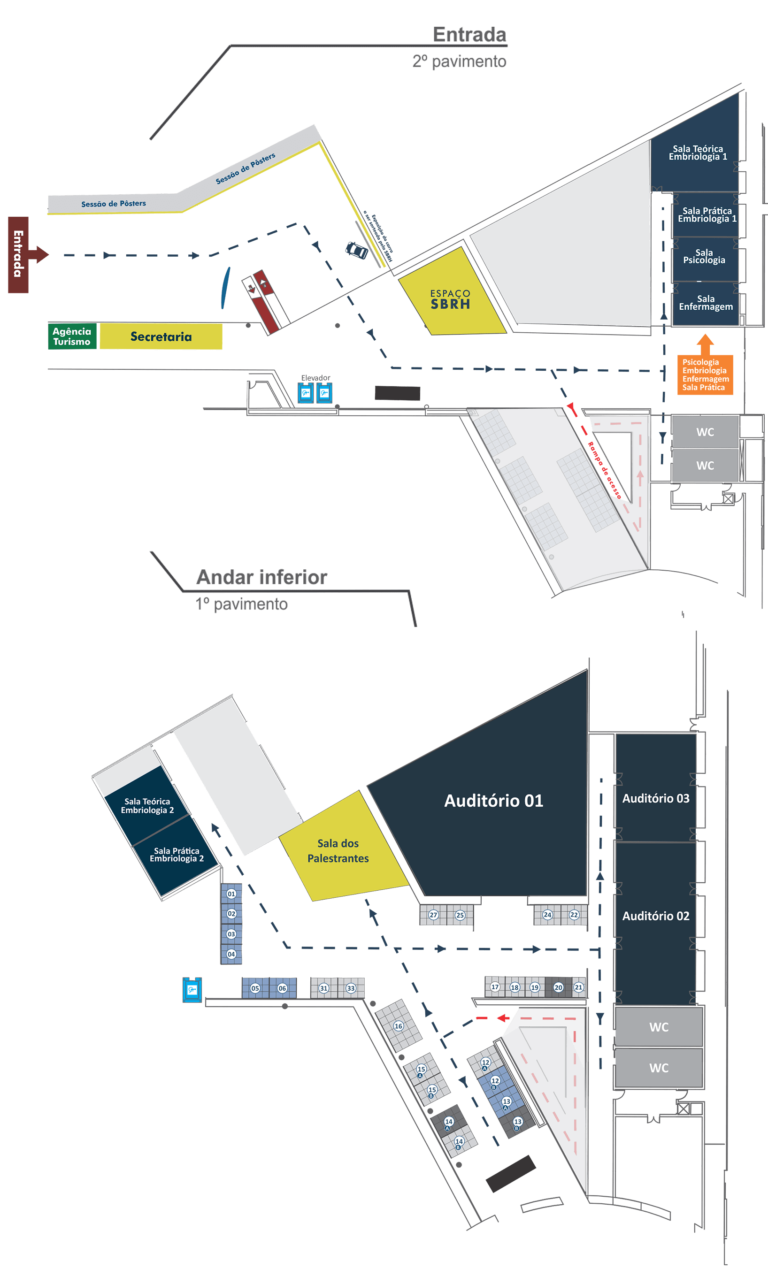 Entrada
2º pavimento
Sessão de Pôsters
Sessão de Pôsters
Entrada
Agência
Turismo
Secretaria
ESPAÇO
SBRH
Elevador
Sala Teórica
Embriologia 1
Sala Prática
Embriologia 1
Sala
Psicologia
Sala
Enfermagem
Psicologia
Embriologia
Enfermagem
Sala Prática
WC
WC
Rampa de acesso
Andar inferior
1º pavimento
Sala Teórica
Embriologia 2
Sala Prática
Embriologia 2
Sala dos
Palestrantes
Auditório 01
Auditório 03
Auditório 02
WC
WC
01
02
03
04
05 06
31 33
27 25
24 22
17 18 19 20 21
16
15
A
15
B
14
A
14
B
12
A
12
B
13
A
13
B